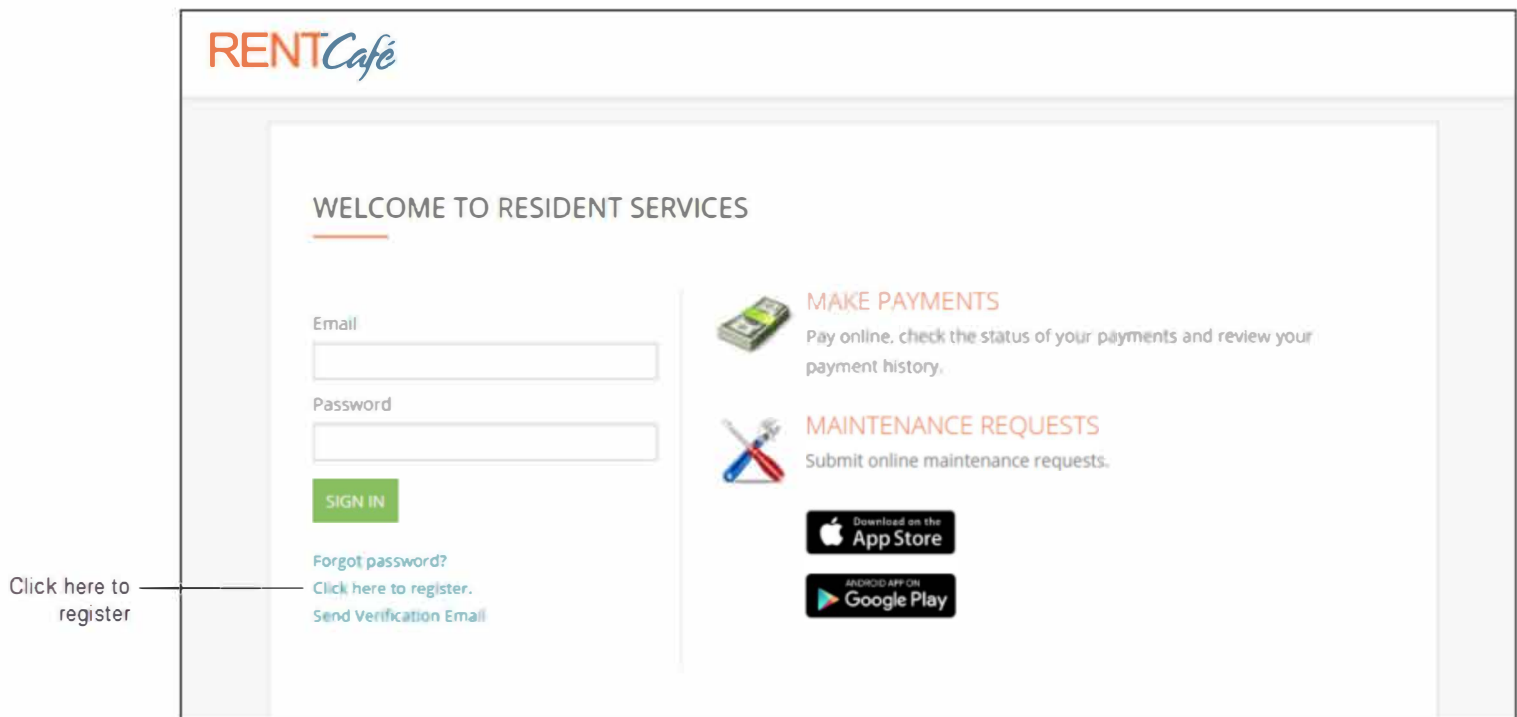 RENTCafé
WELCOME TO RESIDENT SERVICES
Email
Password
SIGN IN
Forgot password?
Click here to register.
Send Verification Email
Click here to
register
MAKE PAYMENTS
Pay online, check the status of your payments and review your
payment history.
MAINTENANCE REQUESTS
Submit online maintenance requests.
Download on the
App Store
ANDROID APP ON
Google Play